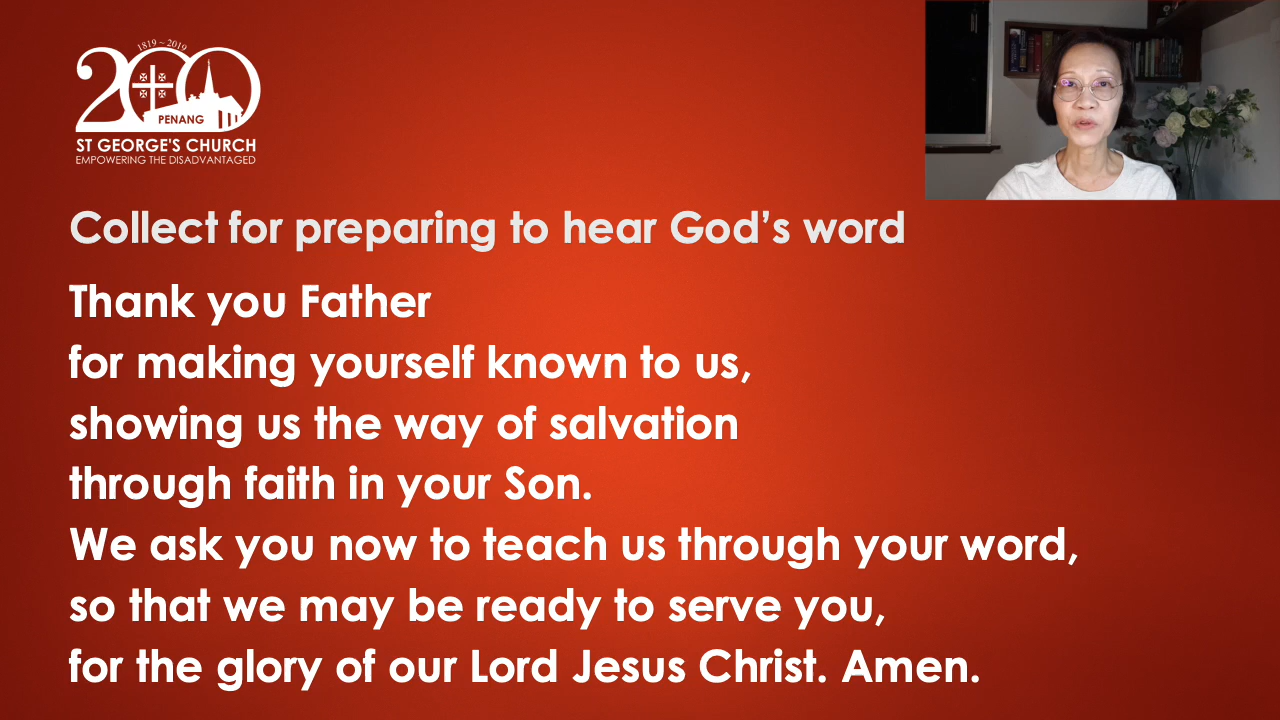 1819 ~ 2019
200
PENANG
ST GEORGE'S CHURCH
EMPOWERING THE DISADVANTAGED
Collect for preparing to hear God’s word
Thank you Father
for making yourself known to us,
showing us the way of salvation
through faith in your Son.
We ask you now to teach us through your word,
so that we may be ready to serve you,
for the glory of our Lord Jesus Christ. Amen.